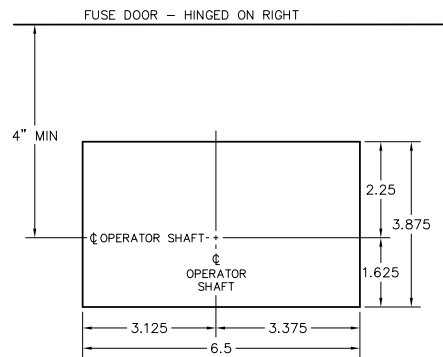 FUSE DOOR – HINGED ON RIGHT
4” MIN
2.25
3.875
℄ OPERATOR SHAFT
℄
OPERATOR
SHAFT
1.625
3.125
3.375
6.5